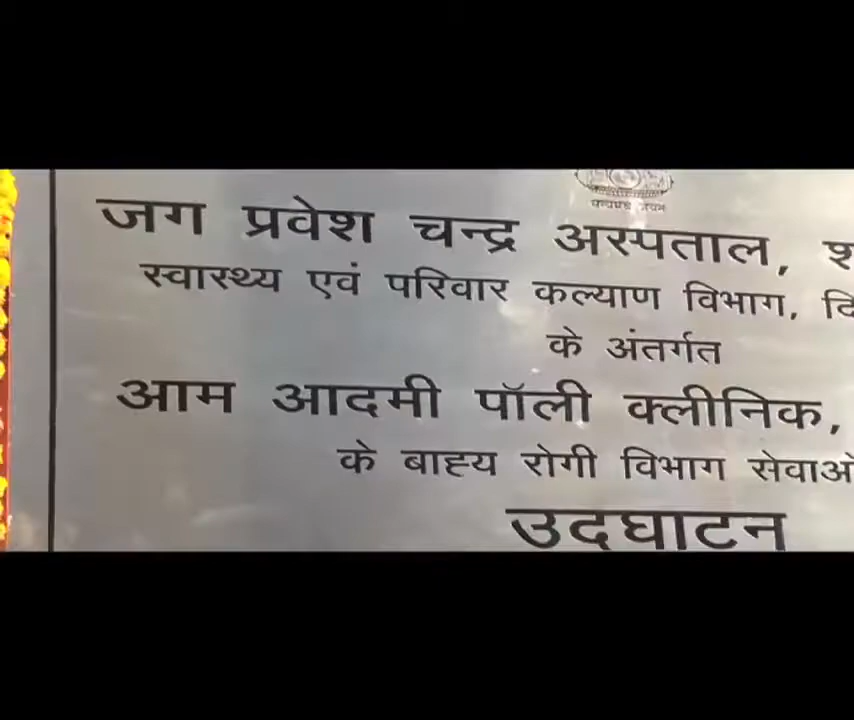 जग प्रवेश चन्द्र अस्पताल,
स्वास्थ्य एवं परिवार कल्याण विभाग,
के अंतर्गत
आम आदमी पॉली क्लीनिक,
के बाह्य रोगी विभाग सेवाओ
उदघाटन